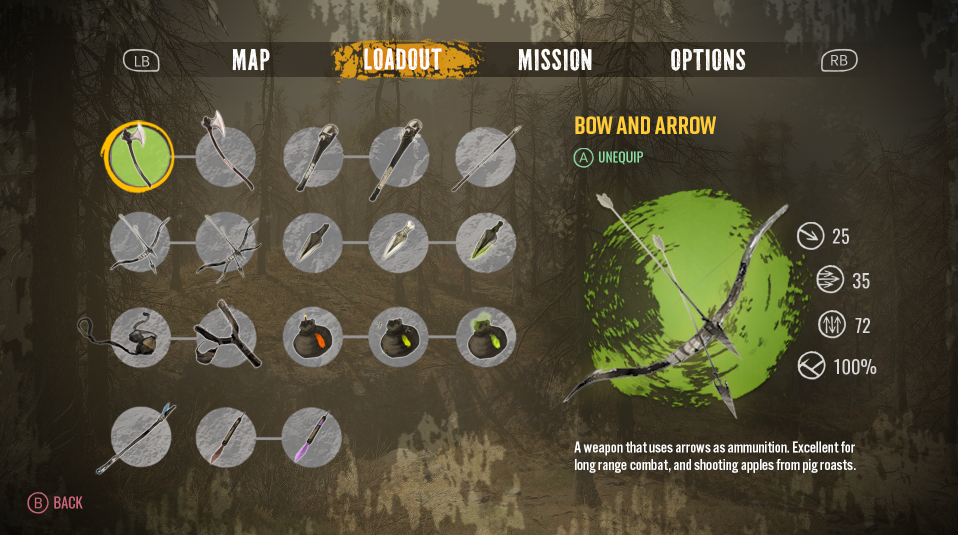 LB MAP LOADOUT MISSION OPTIONS RB
BOW AND ARROW
A UNEQUIP
25
35
72
100%
A weapon that uses arrows as ammunition. Excellent for
long range combat, and shooting apples from pig roasts.
B BACK